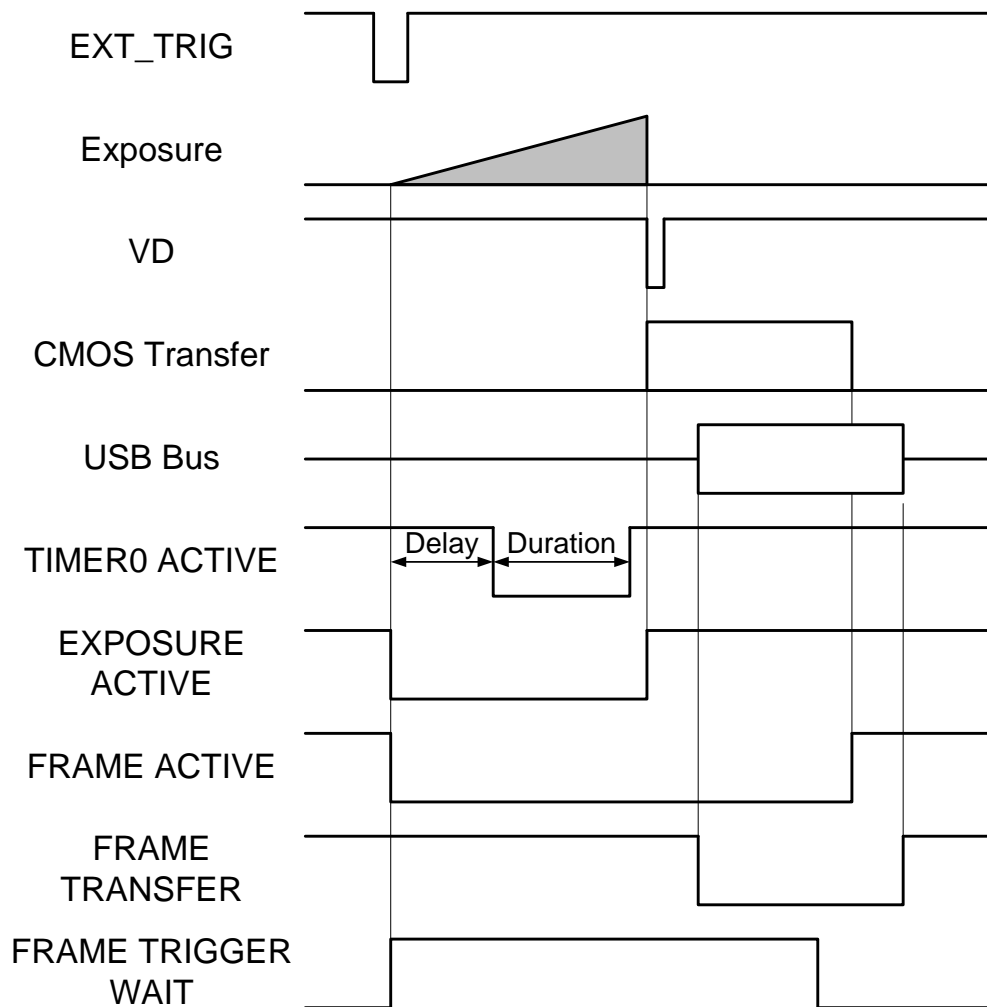 EXT_TRIG
Exposure
VD
CMOS Transfer
USB Bus
TIMER0 ACTIVE
Delay
Duration
EXPOSURE
ACTIVE
FRAME ACTIVE
FRAME
TRANSFER
FRAME TRIGGER
WAIT